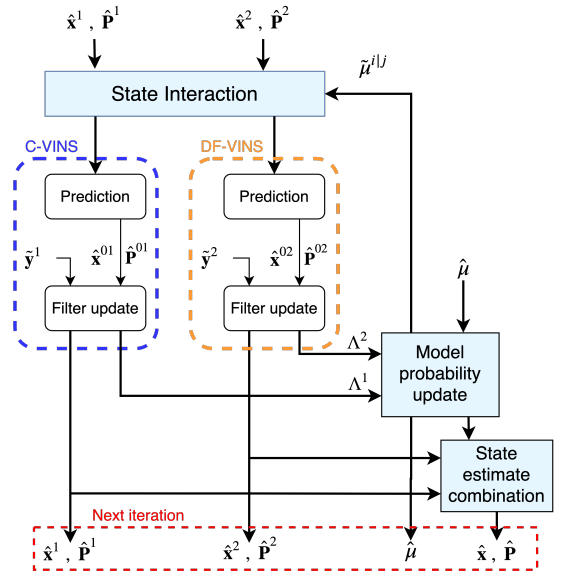 x̂¹ , P̂¹
x̂² , P̂²
μ̃ⁱ|ʲ
State Interaction
C-VINS
DF-VINS
Prediction
Prediction
ỹ¹
x̂⁰¹
P̂⁰¹
ỹ²
x̂⁰²
P̂⁰²
μ̂
Filter update
Filter update
Λ²
Model
probability
update
Λ¹
State
estimate
combination
Next iteration
x̂¹ , P̂¹
x̂² , P̂²
μ̂
x̂ , P̂